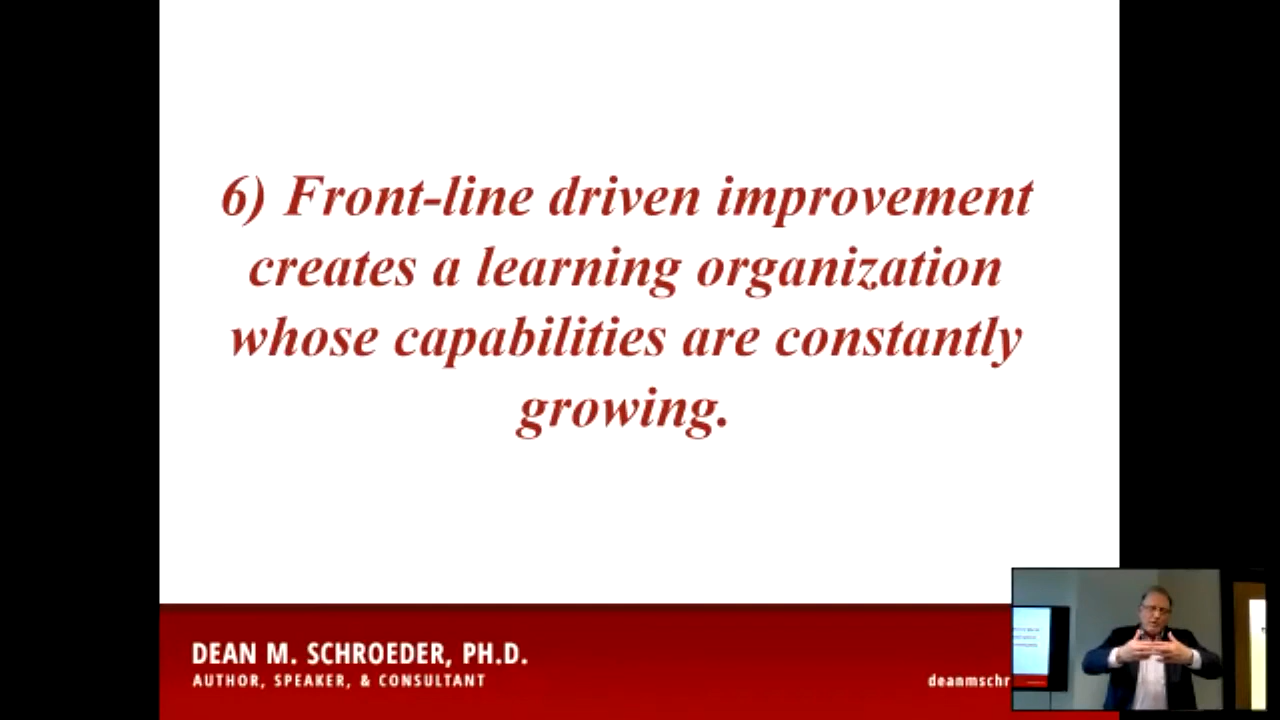 6) Front-line driven improvement
creates a learning organization
whose capabilities are constantly
growing.
DEAN M. SCHROEDER, PH.D.
AUTHOR, SPEAKER, & CONSULTANT
deanmschr